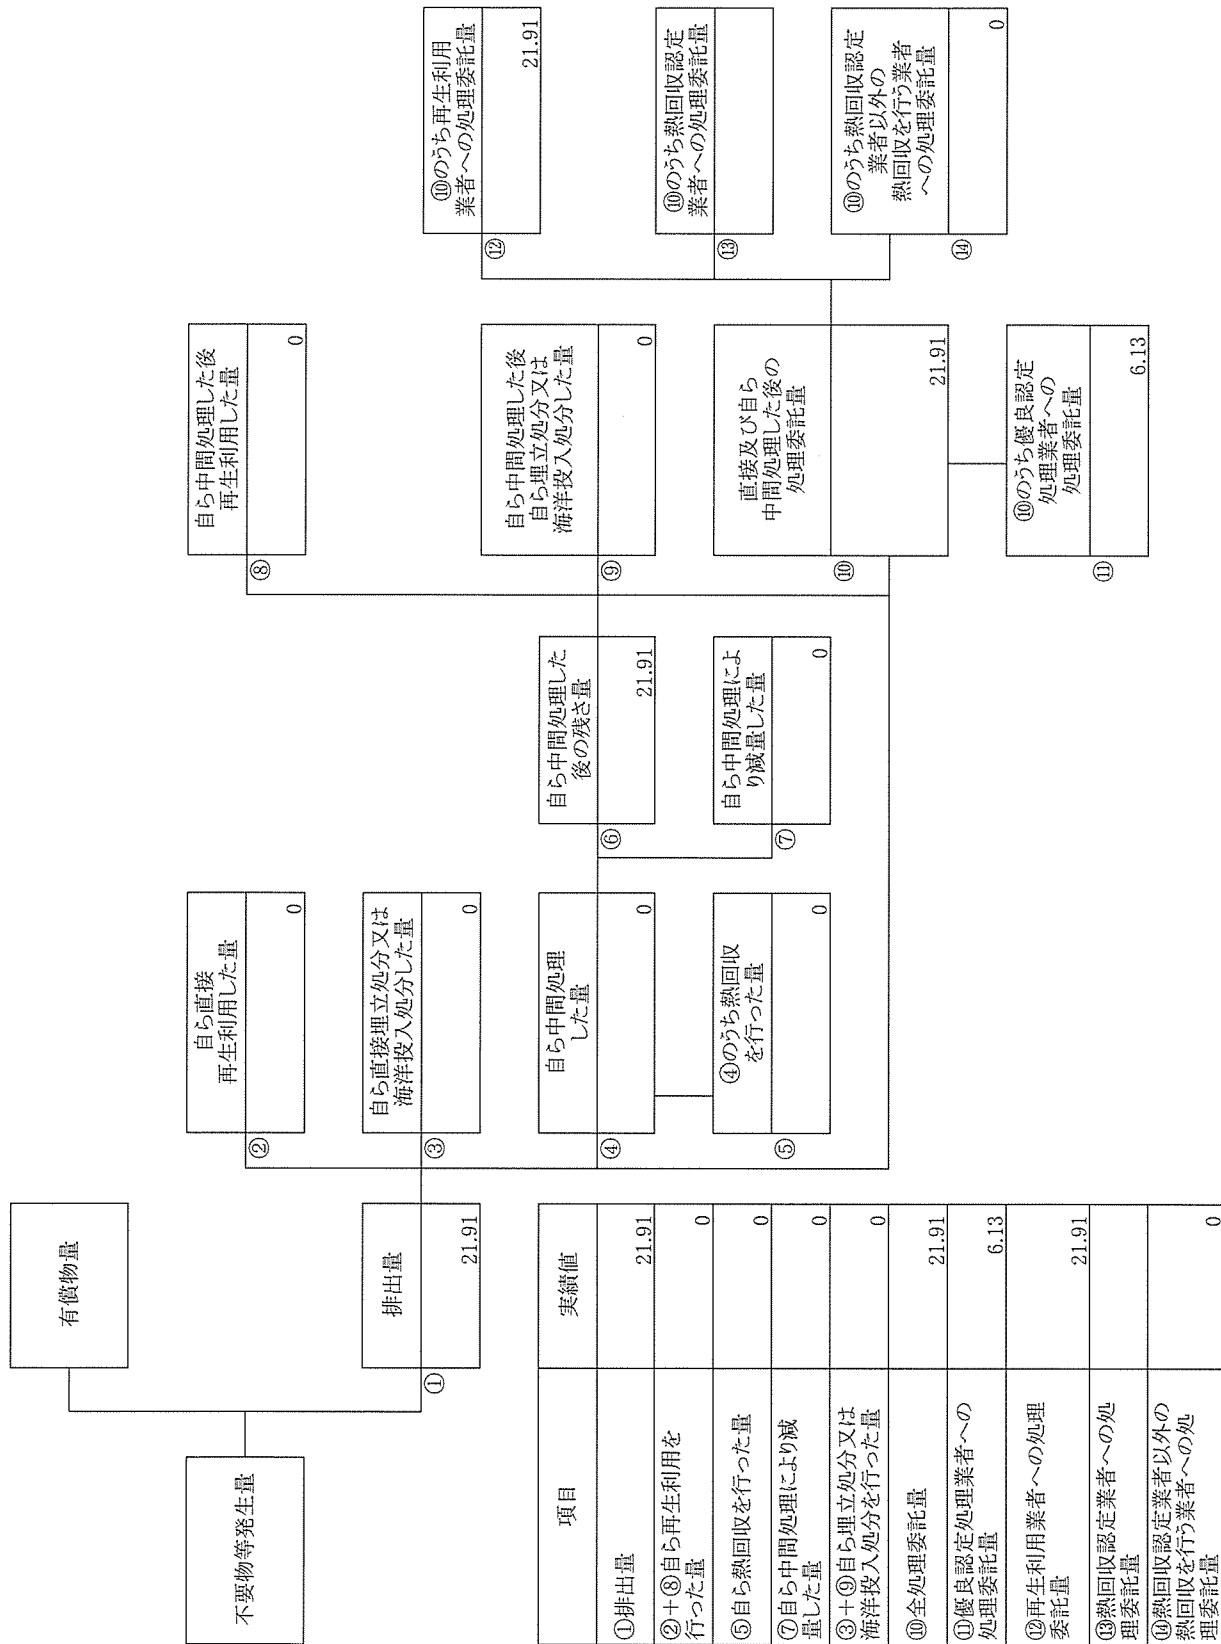 不要物等発生量
有償物量
①
排出量
21.91
②
自ら直接
再生利用した量
0
③
自ら直接埋立処分又は
海洋投入処分した量
0
④
自ら中間処理
した量
0
⑤
④のうち熱回収
を行った量
0
⑥
自ら中間処理した
後の残さ量
21.91
⑦
自ら中間処理によ
り減量した量
0
⑧
自ら中間処理した後
再生利用した量
0
⑨
自ら中間処理した後
自ら埋立処分又は
海洋投入処分した量
0
⑩
直接及び自ら
中間処理した後の
処理委託量
21.91
⑪
⑩のうち優良認定
処理業者への
処理委託量
6.13
⑫
⑩のうち再生利用
業者への処理委託量
21.91
⑬
⑩のうち熱回収認定
業者への処理委託量
⑭
⑩のうち熱回収認定
業者以外の
熱回収を行う業者
への処理委託量
0
項目 実績値
①排出量 21.91
②+⑧自ら再生利用を
行った量 0
⑤自ら熱回収を行った量 0
⑦自ら中間処理により減
量した量 0
③+⑨自ら埋立処分又は
海洋投入処分を行った量 0
⑩全処理委託量 21.91
⑪優良認定処理業者への
処理委託量 6.13
⑫再生利用業者への処理
委託量 21.91
⑬熱回収認定業者への処
理委託量
⑭熱回収認定業者以外の
熱回収を行う業者への処
理委託量 0